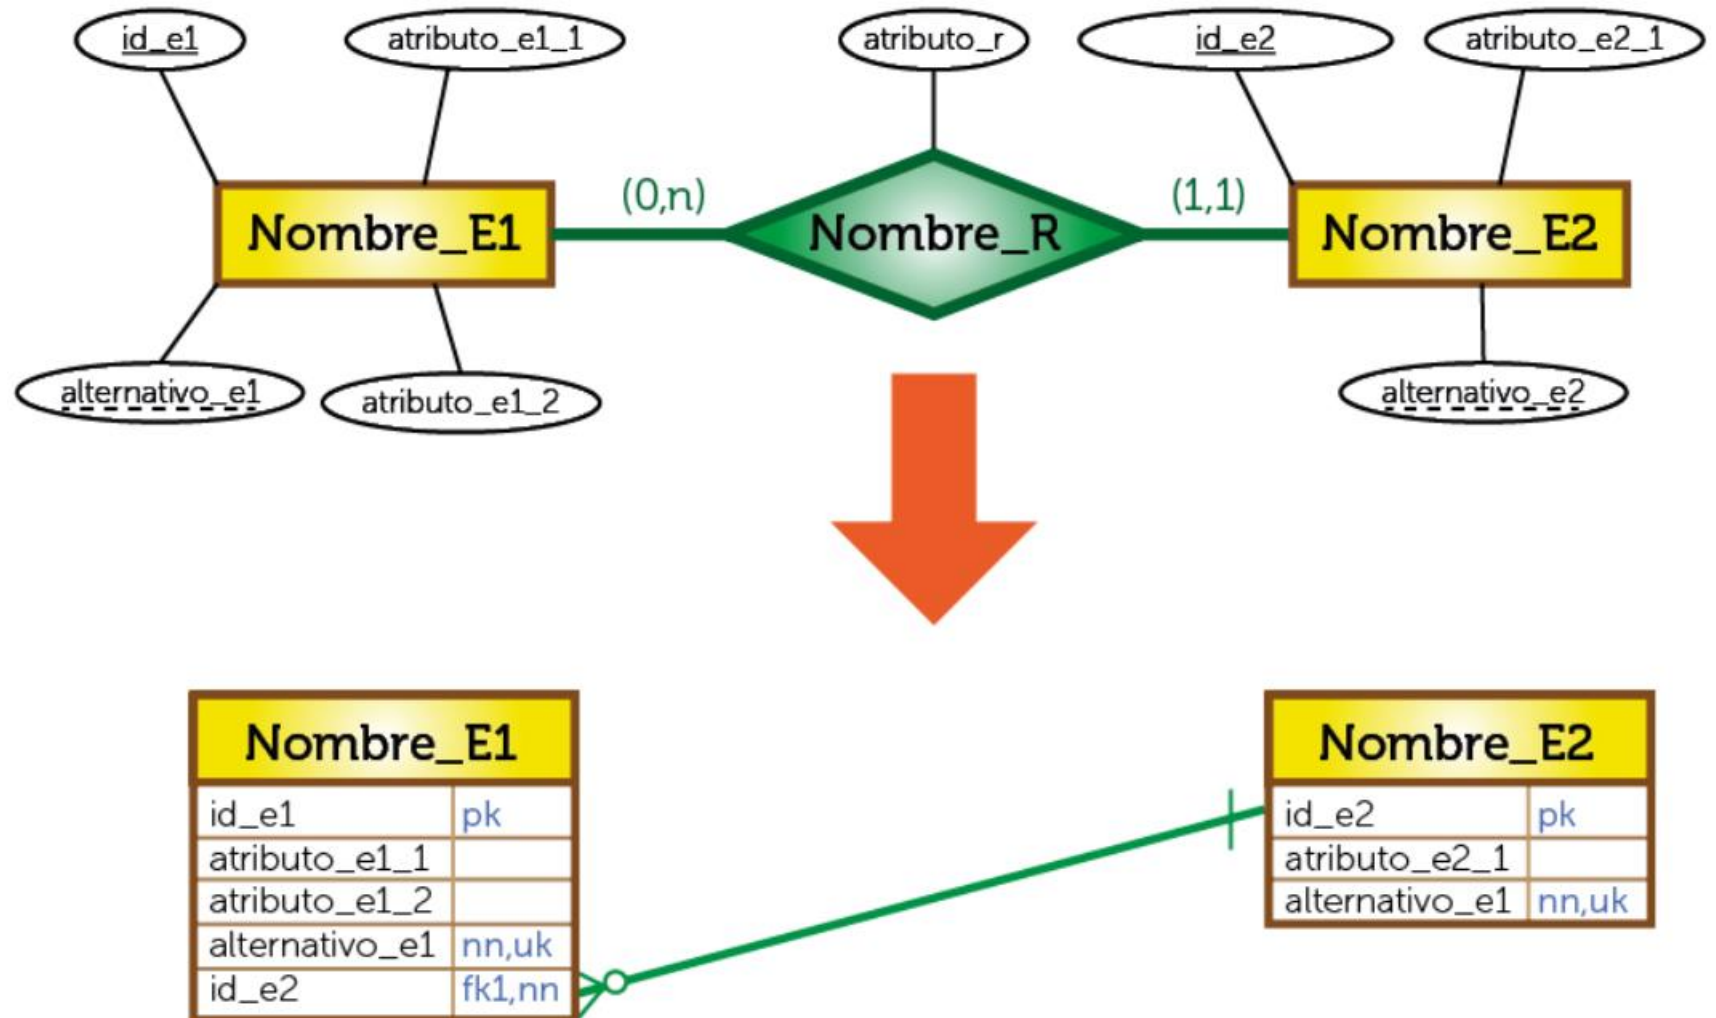 id_e1
atributo_e1_1
atributo_r
id_e2
atributo_e2_1
Nombre_E1
(0,n)
Nombre_R
(1,1)
Nombre_E2
alternativo_e1
atributo_e1_2
alternativo_e2
Nombre_E1
id_e1 pk
atributo_e1_1
atributo_e1_2
alternativo_e1 nn,uk
id_e2 fk1,nn
Nombre_E2
id_e2 pk
atributo_e2_1
alternativo_e1 nn,uk